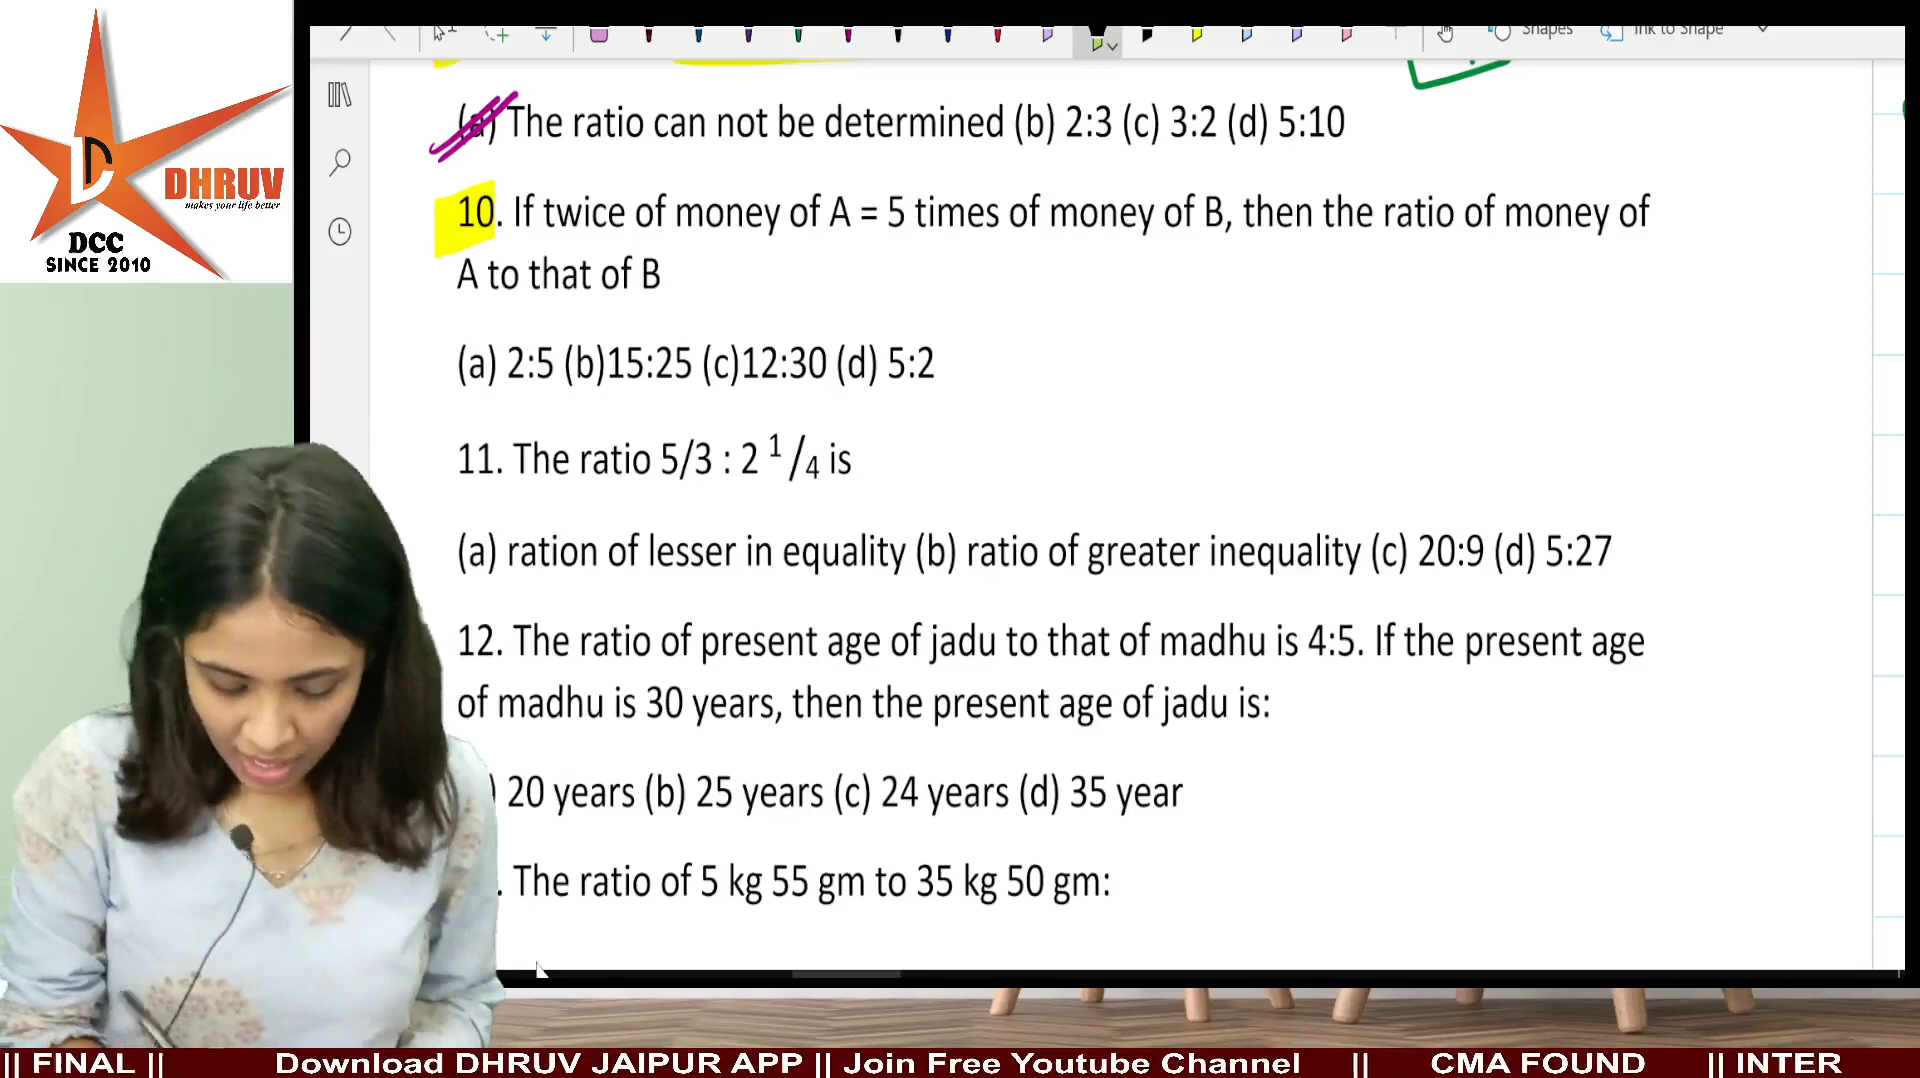 Shapes
Ink to Shape
(a) The ratio can not be determined (b) 2:3 (c) 3:2 (d) 5:10
10. If twice of money of A = 5 times of money of B, then the ratio of money of
A to that of B
(a) 2:5 (b)15:25 (c)12:30 (d) 5:2
11. The ratio 5/3 : 2 1/4 is
(a) ration of lesser in equality (b) ratio of greater inequality (c) 20:9 (d) 5:27
12. The ratio of present age of jadu to that of madhu is 4:5. If the present age
of madhu is 30 years, then the present age of jadu is:
) 20 years (b) 25 years (c) 24 years (d) 35 year
. The ratio of 5 kg 55 gm to 35 kg 50 gm:
DC
DHRUV
makes your life better
DCC
SINCE 2010
|| FINAL || Download DHRUV JAIPUR APP || Join Free Youtube Channel || CMA FOUND || INTER